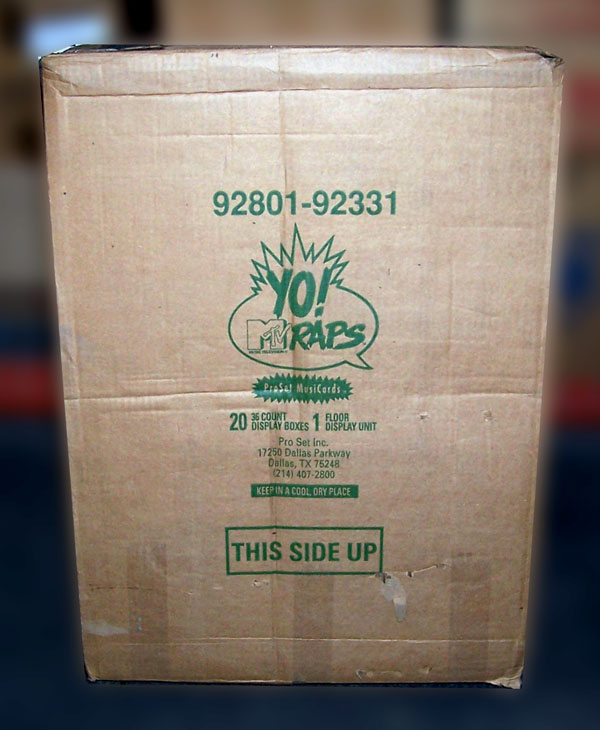 92801-92331
YO!
MTV RAPS
MUSIC TELEVISION
ProSet MusiCards
20 36 COUNT DISPLAY BOXES 1 FLOOR DISPLAY UNIT
Pro Set Inc.
17250 Dallas Parkway
Dallas, TX 75248
(214) 407-2800
KEEP IN A COOL, DRY PLACE
THIS SIDE UP